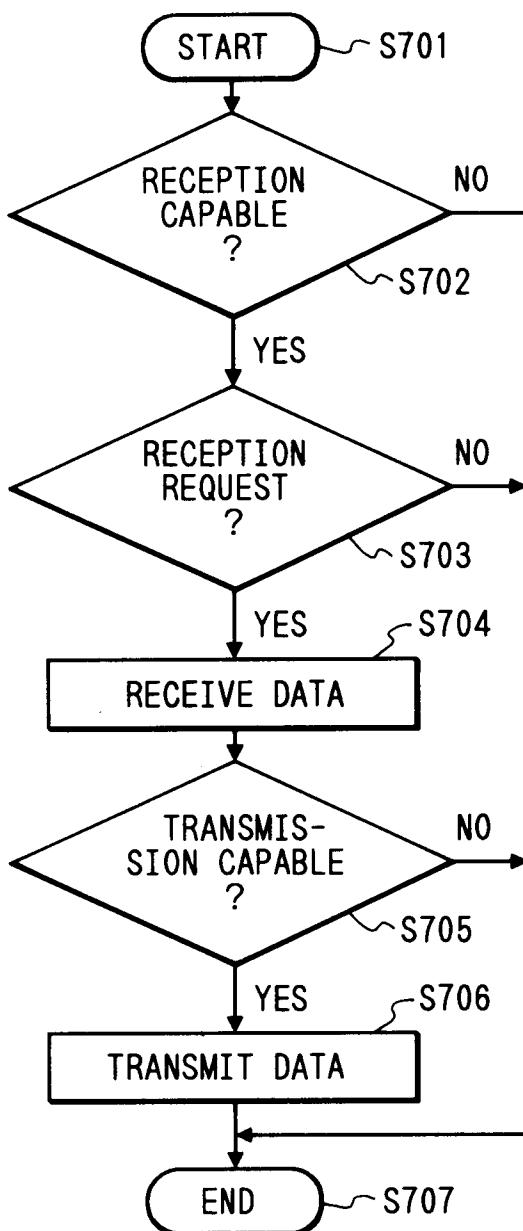 START
S701
RECEPTION
CAPABLE
?
NO
S702
YES
RECEPTION
REQUEST
?
NO
S703
YES
S704
RECEIVE DATA
TRANSMIS-
SION CAPABLE
?
NO
S705
YES
S706
TRANSMIT DATA
END
S707